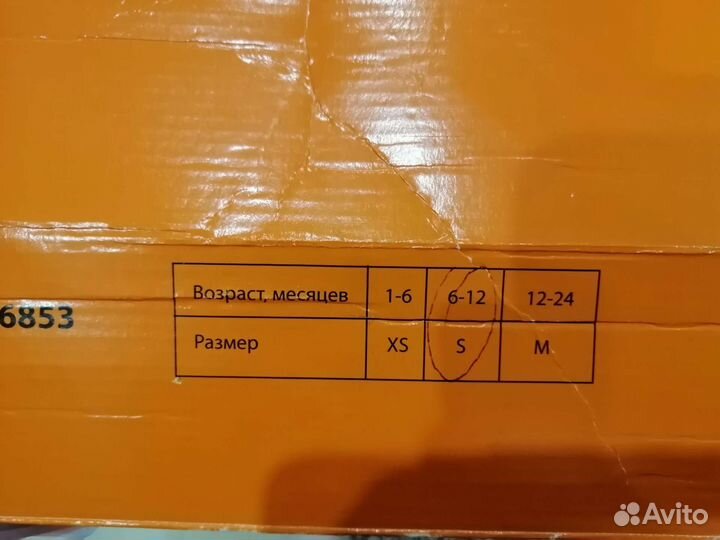 Возраст, месяцев 1-6 6-12 12-24
6853
Размер XS S M
Avito